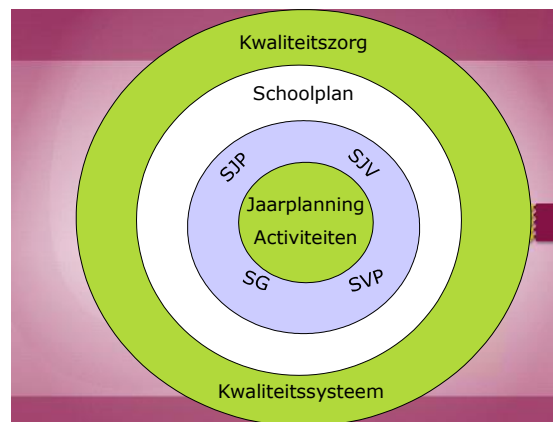 Kwaliteitszorg
Schoolplan
SJP
SJV
Jaarplanning
Activiteiten
SG
SVP
Kwaliteitssysteem